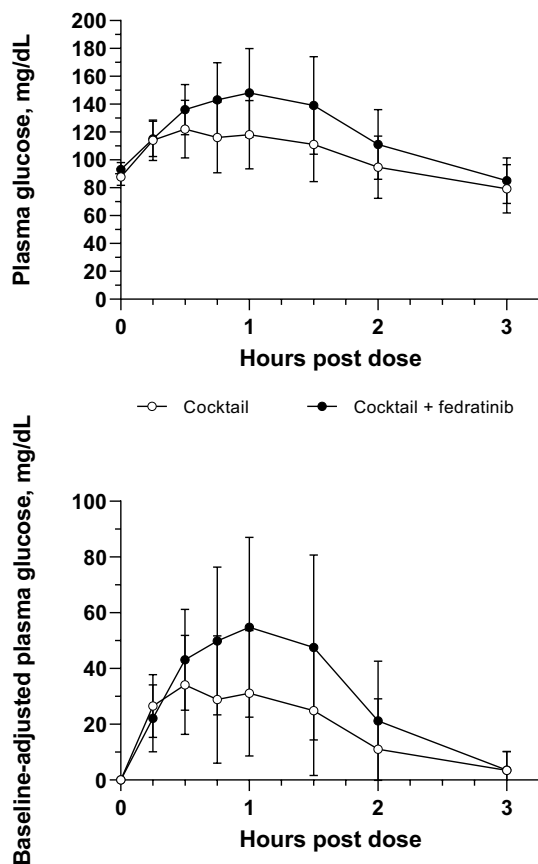 Plasma glucose, mg/dL
200
180
160
140
120
100
80
60
40
20
0
0 1 2 3
Hours post dose
Cocktail Cocktail + fedratinib
Baseline-adjusted plasma glucose, mg/dL
100
80
60
40
20
0
0 1 2 3
Hours post dose